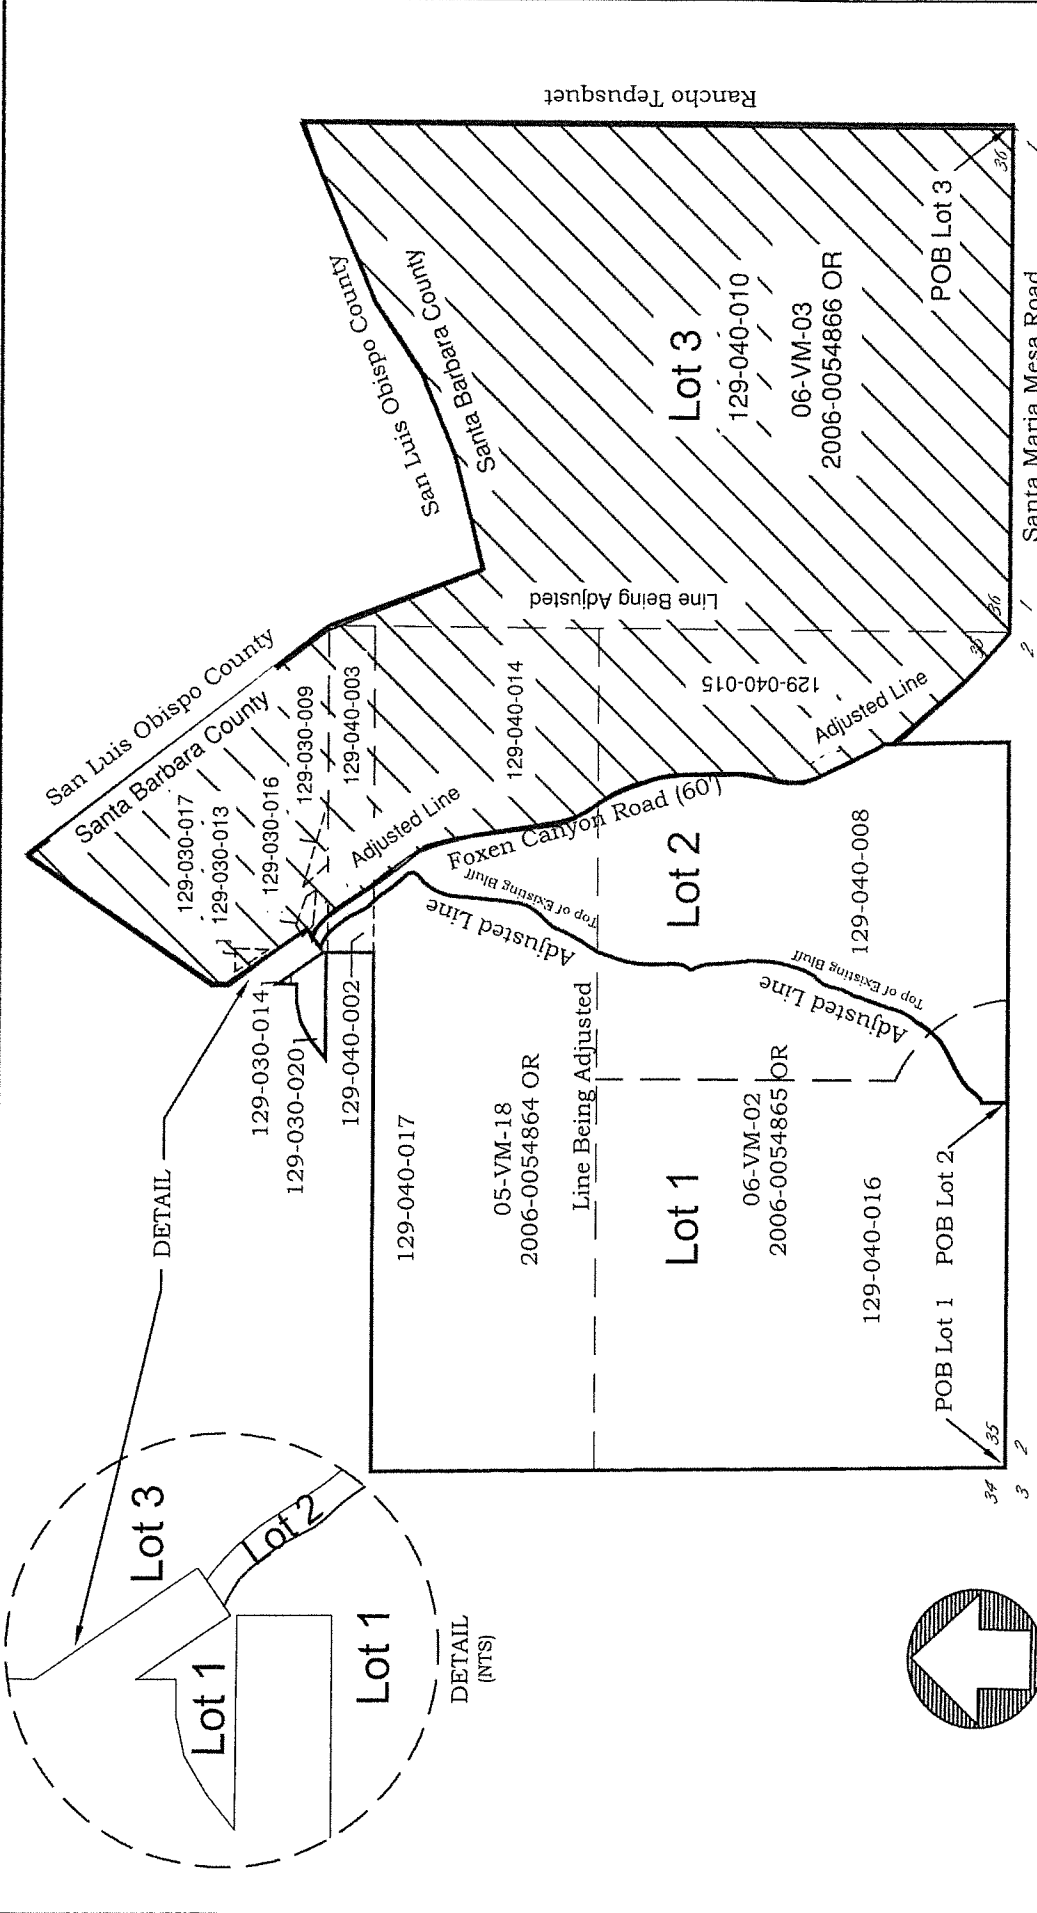 Rancho Tepusquet
San Luis Obispo County
Santa Barbara County
San Luis Obispo County
Santa Barbara County
Lot 3
129-040-010
06-VM-03
2006-0054866 OR
POB Lot 3
36
1
Santa Maria Mesa Road
Line Being Adjusted
36
1
2
129-030-017
129-030-013
129-030-016
129-030-009
129-040-003
129-040-014
129-040-015
Adjusted Line
Adjusted Line
Foxen Canyon Road (60')
Lot 2
129-040-008
Top of Existing Bluff
Adjusted Line
Top of Existing Bluff
Adjusted Line
129-030-014
129-030-020
129-040-002
DETAIL
129-040-017
05-VM-18
2006-0054864 OR
Line Being Adjusted
Lot 1
06-VM-02
2006-0054865 OR
129-040-016
POB Lot 1
POB Lot 2
34
35
3
2
Lot 3
Lot 2
Lot 1
Lot 1
DETAIL
(NTS)